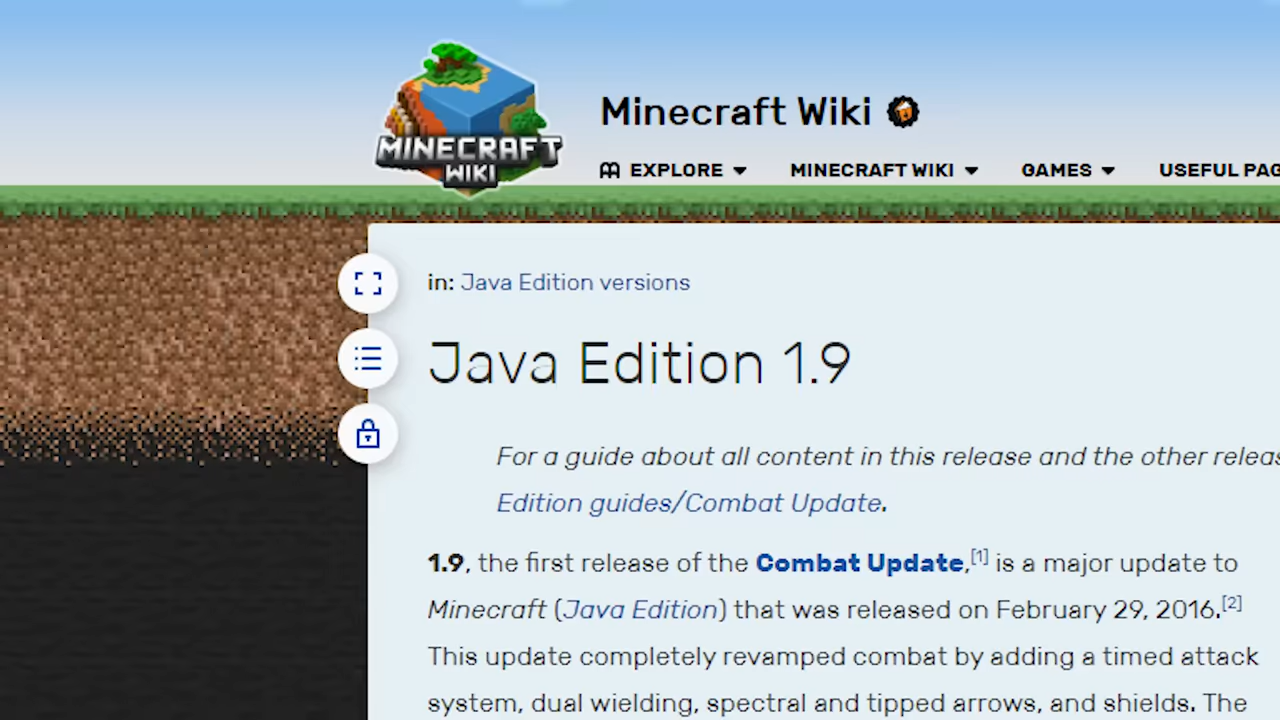 MINECRAFT
WIKI
Minecraft Wiki
EXPLORE MINECRAFT WIKI GAMES USEFUL PAG
in: Java Edition versions
Java Edition 1.9
For a guide about all content in this release and the other releas
Edition guides/Combat Update.
1.9, the first release of the Combat Update,[1] is a major update to
Minecraft (Java Edition) that was released on February 29, 2016.[2]
This update completely revamped combat by adding a timed attack
system, dual wielding, spectral and tipped arrows, and shields. The